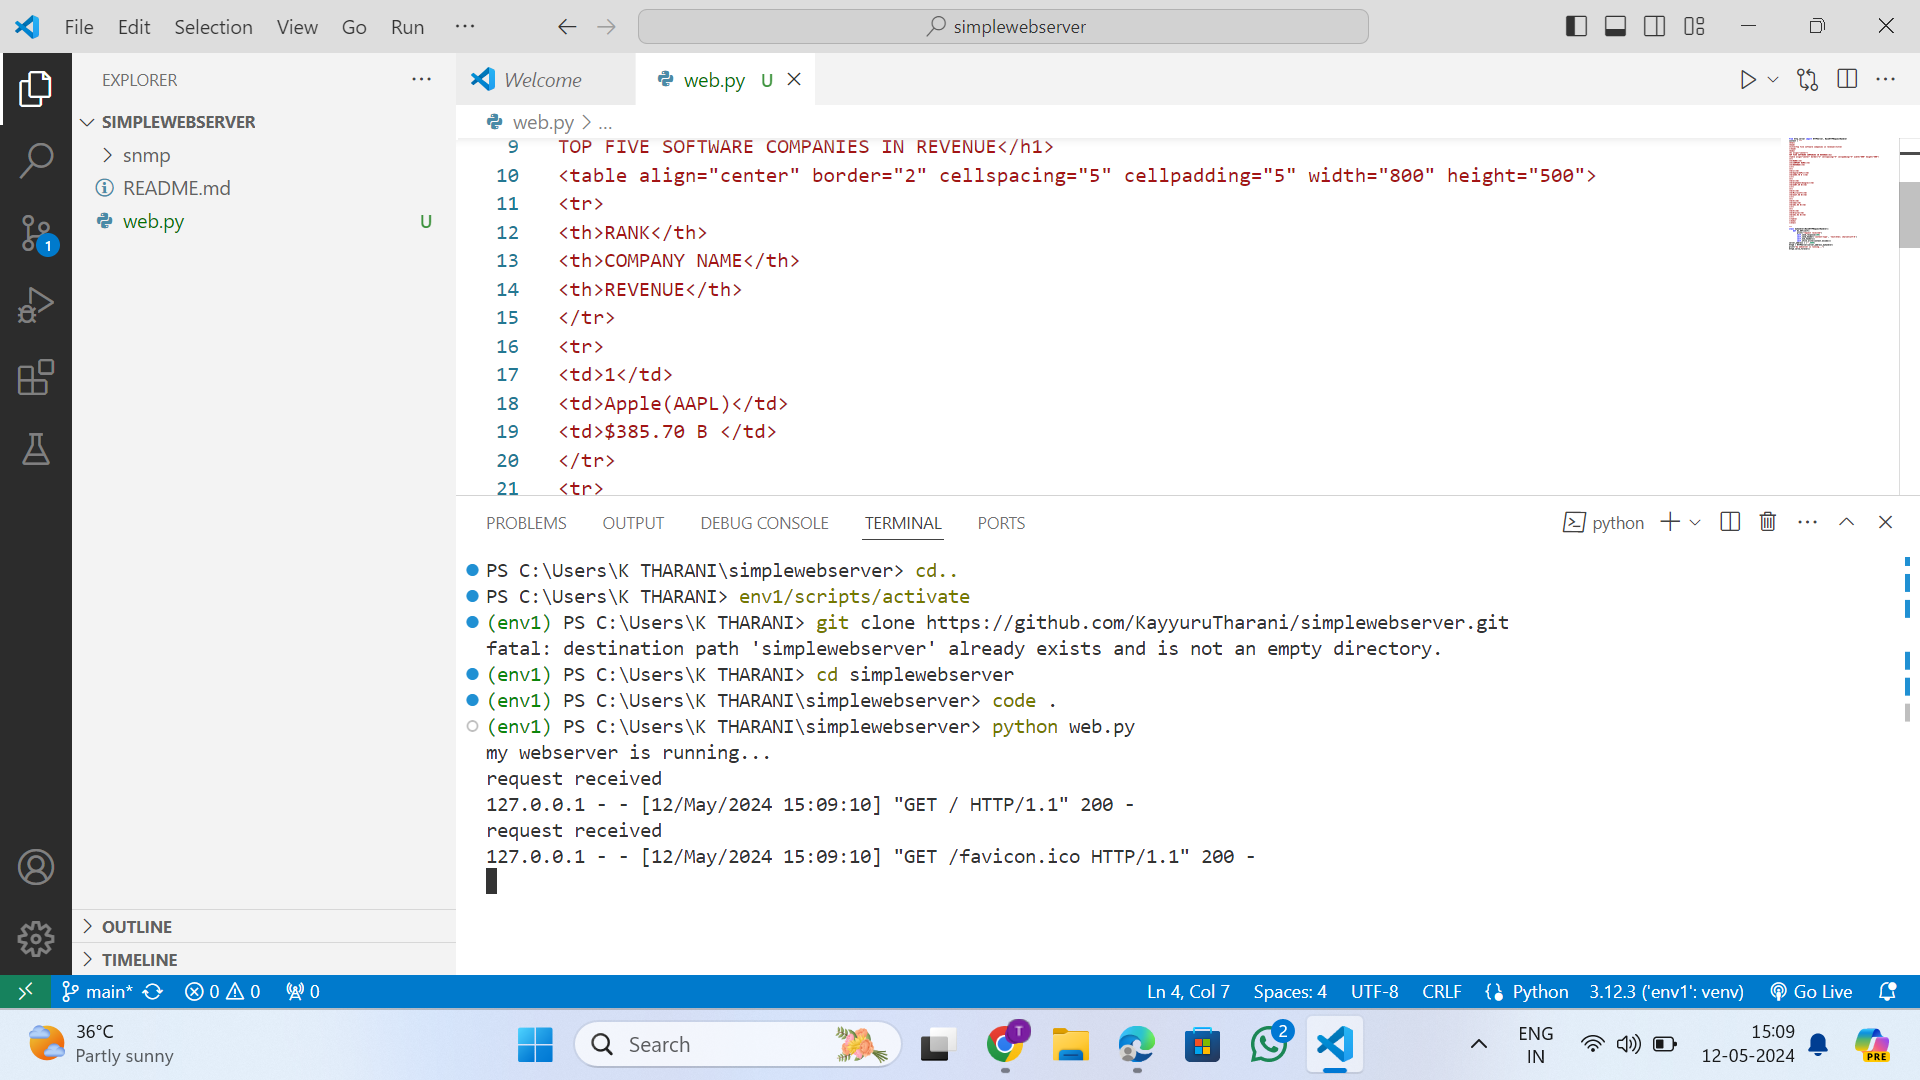 File Edit Selection View Go Run ··· simplewebserver
EXPLORER ···
Welcome web.py U
SIMPLEWEBSERVER
snmp
README.md
web.py U
OUTLINE
TIMELINE
web.py > ...
9 TOP FIVE SOFTWARE COMPANIES IN REVENUE</h1>
10 <table align="center" border="2" cellspacing="5" cellpadding="5" width="800" height="500">
11 <tr>
12 <th>RANK</th>
13 <th>COMPANY NAME</th>
14 <th>REVENUE</th>
15 </tr>
16 <tr>
17 <td>1</td>
18 <td>Apple(AAPL)</td>
19 <td>$385.70 B </td>
20 </tr>
21 <tr>
PROBLEMS OUTPUT DEBUG CONSOLE TERMINAL PORTS python
PS C:\Users\K THARANI\simplewebserver> cd..
PS C:\Users\K THARANI> env1/scripts/activate
(env1) PS C:\Users\K THARANI> git clone https://github.com/KayyuruTharani/simplewebserver.git
fatal: destination path 'simplewebserver' already exists and is not an empty directory.
(env1) PS C:\Users\K THARANI> cd simplewebserver
(env1) PS C:\Users\K THARANI\simplewebserver> code .
(env1) PS C:\Users\K THARANI\simplewebserver> python web.py
my webserver is running...
request received
127.0.0.1 - - [12/May/2024 15:09:10] "GET / HTTP/1.1" 200 -
request received
127.0.0.1 - - [12/May/2024 15:09:10] "GET /favicon.ico HTTP/1.1" 200 -
1
main* 0 0 0 Ln 4, Col 7 Spaces: 4 UTF-8 CRLF {} Python 3.12.3 ('env1': venv) Go Live
36°C
Partly sunny
Search
T
2
ENG
IN
15:09
12-05-2024
PRE